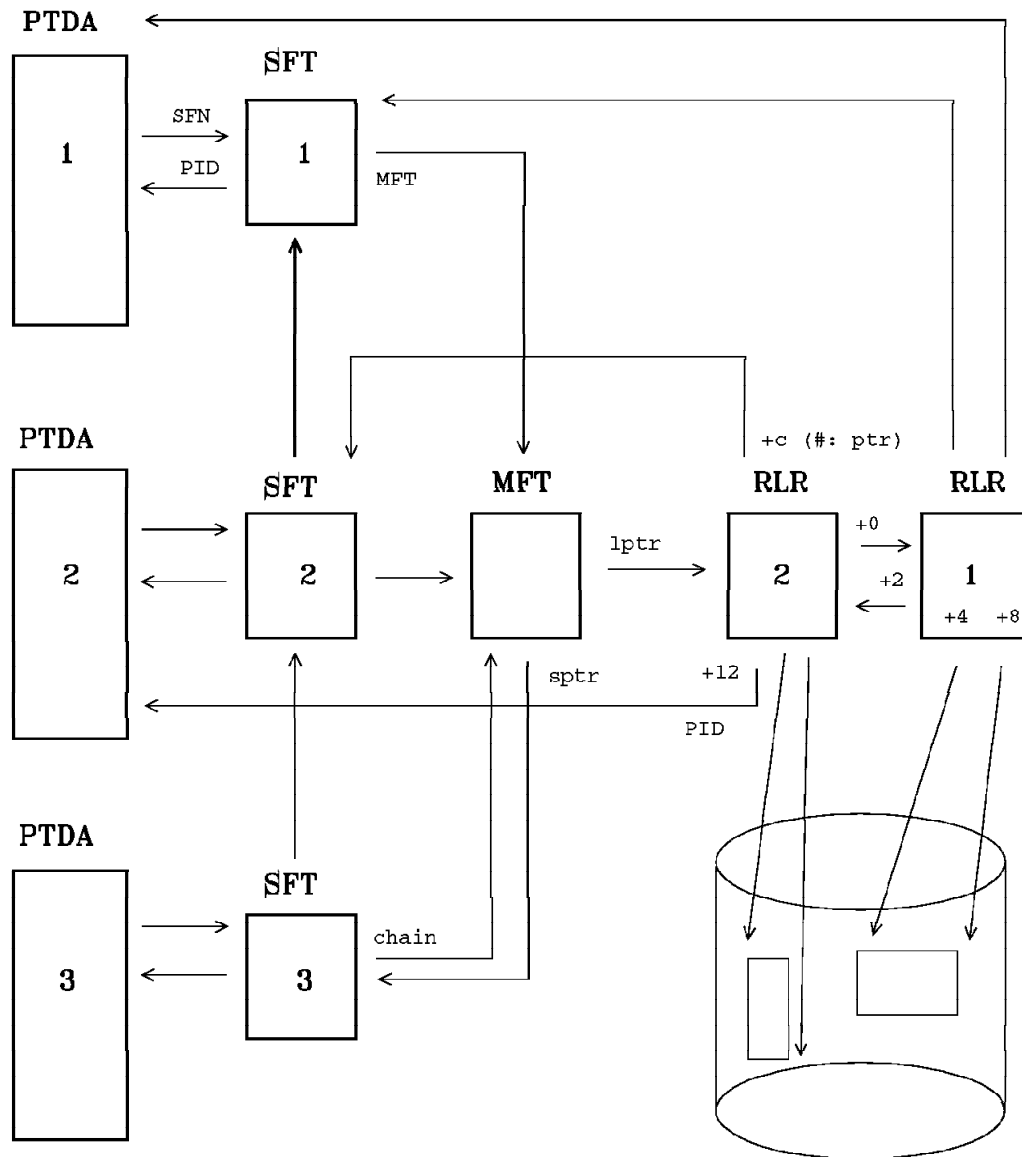 PTDA
SFT
SFN
1
1
PID
MFT
PTDA
+c (#: ptr)
SFT
MFT
RLR
RLR
lptr
+0
2
2
2
1
+2
+4 +8
sptr
+12
PID
PTDA
SFT
chain
3
3